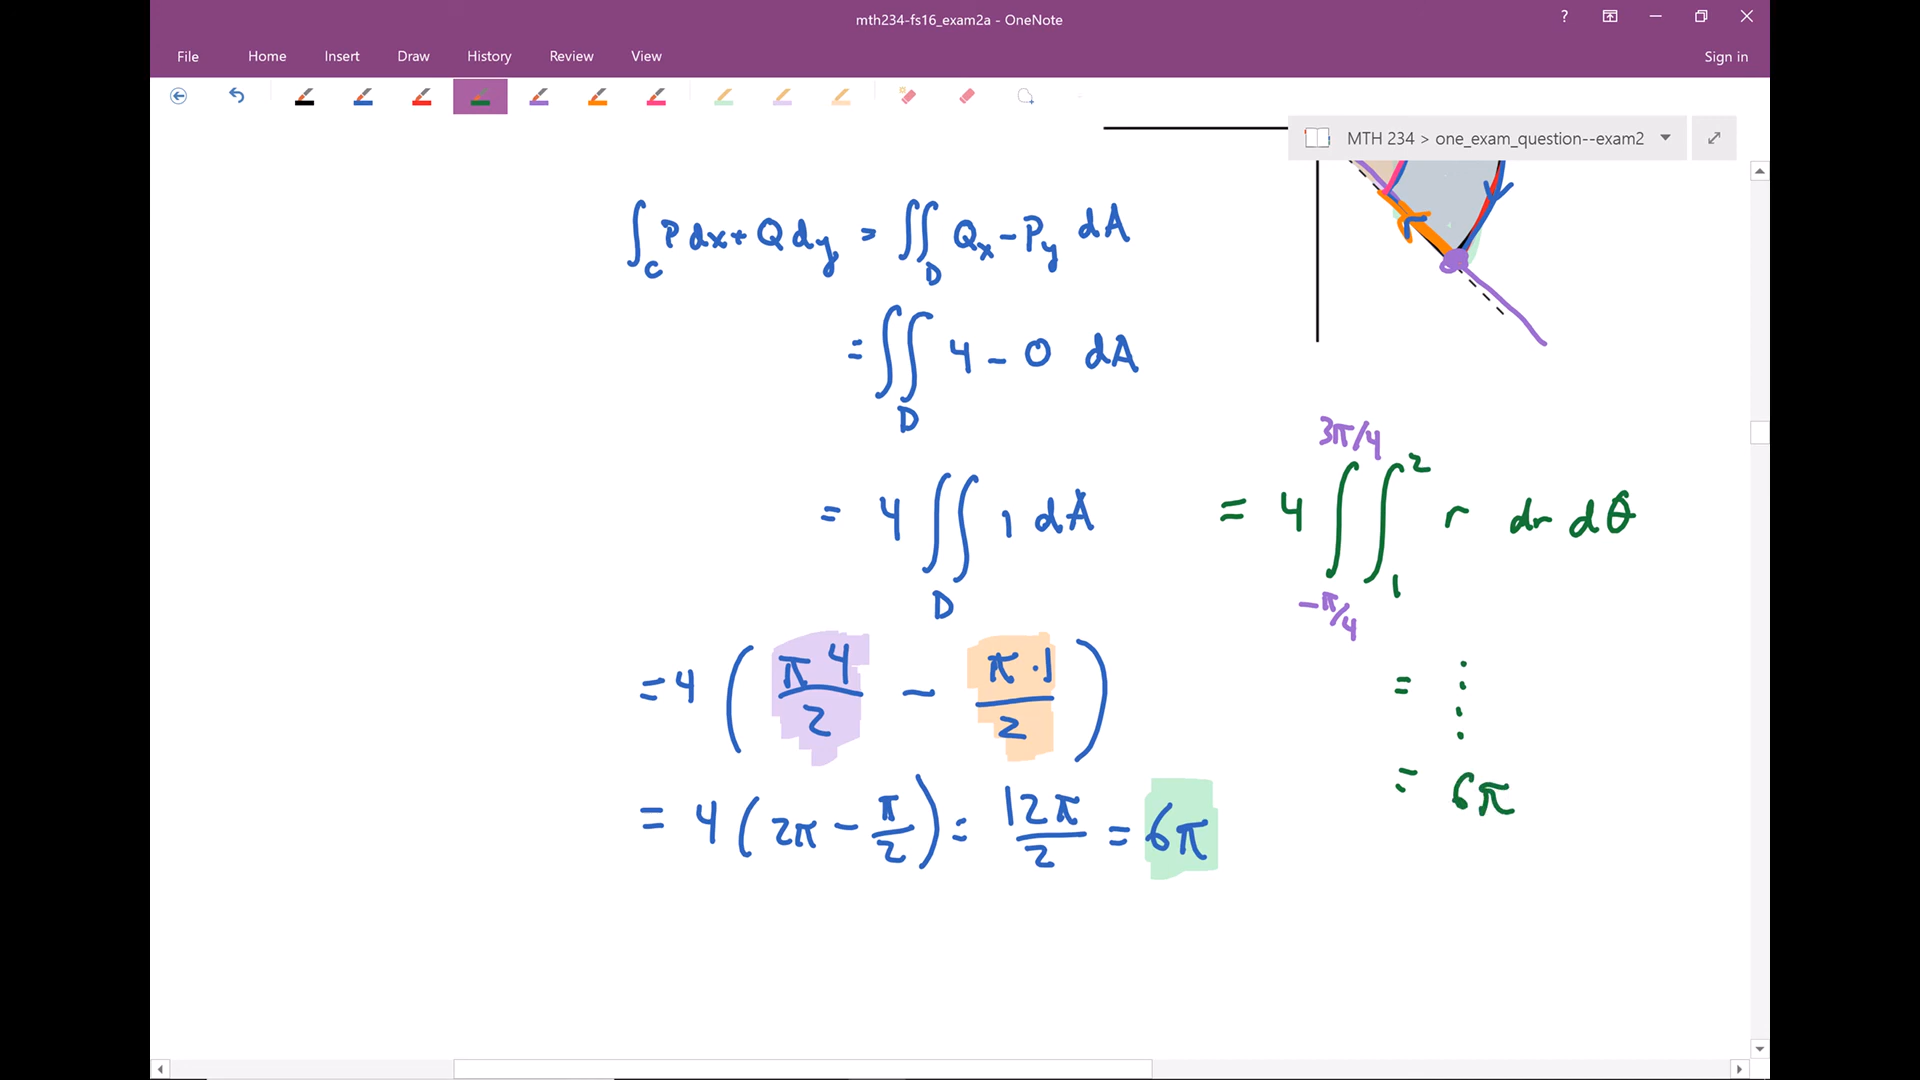 mth234-fs16_exam2a - OneNote
?
File Home Insert Draw History Review View
Sign in
MTH 234 > one_exam_question--exam2
∫_C P dx + Q dy = ∬_D Q_x - P_y dA
= ∬_D 4 - 0 dA
= 4 ∬_D 1 dA
= 4 ∫_{-π/4}^{3π/4} ∫_1^2 r dr dθ
= 4 ( π4/2 - π·1/2 )
= ⋮
= 4 ( 2π - π/2 ) = 12π/2 = 6π
= 6π